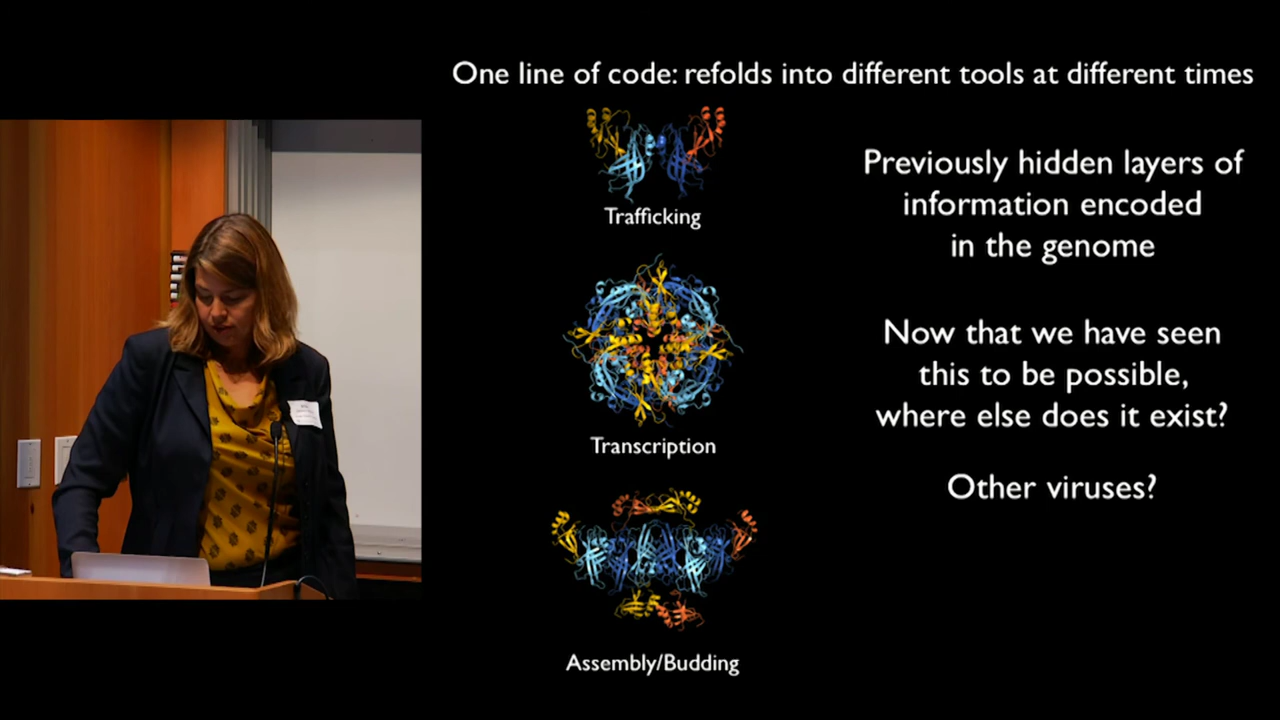 One line of code: refolds into different tools at different times
Trafficking
Transcription
Assembly/Budding
Previously hidden layers of
information encoded
in the genome
Now that we have seen
this to be possible,
where else does it exist?
Other viruses?